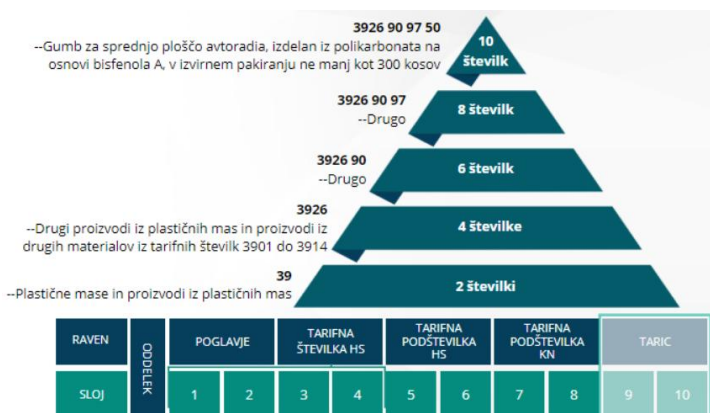 3926 90 97 50
--Gumb za sprednjo ploščo avtoradia, izdelan iz polikarbonata na
osnovi bisfenola A, v izvirnem pakiranju ne manj kot 300 kosov
10
številk
3926 90 97
--Drugo
8 številk
3926 90
--Drugo
6 številk
3926
--Drugi proizvodi iz plastičnih mas in proizvodi iz
drugih materialov iz tarifnih številk 3901 do 3914
4 številke
39
--Plastične mase in proizvodi iz plastičnih mas
2 številki
RAVEN
ODDELEK
POGLAVJE
TARIFNA
ŠTEVILKA HS
TARIFNA
PODŠTEVILKA
HS
TARIFNA
PODŠTEVILKA
KN
TARIC
SLOJ
1 2 3 4 5 6 7 8 9 10